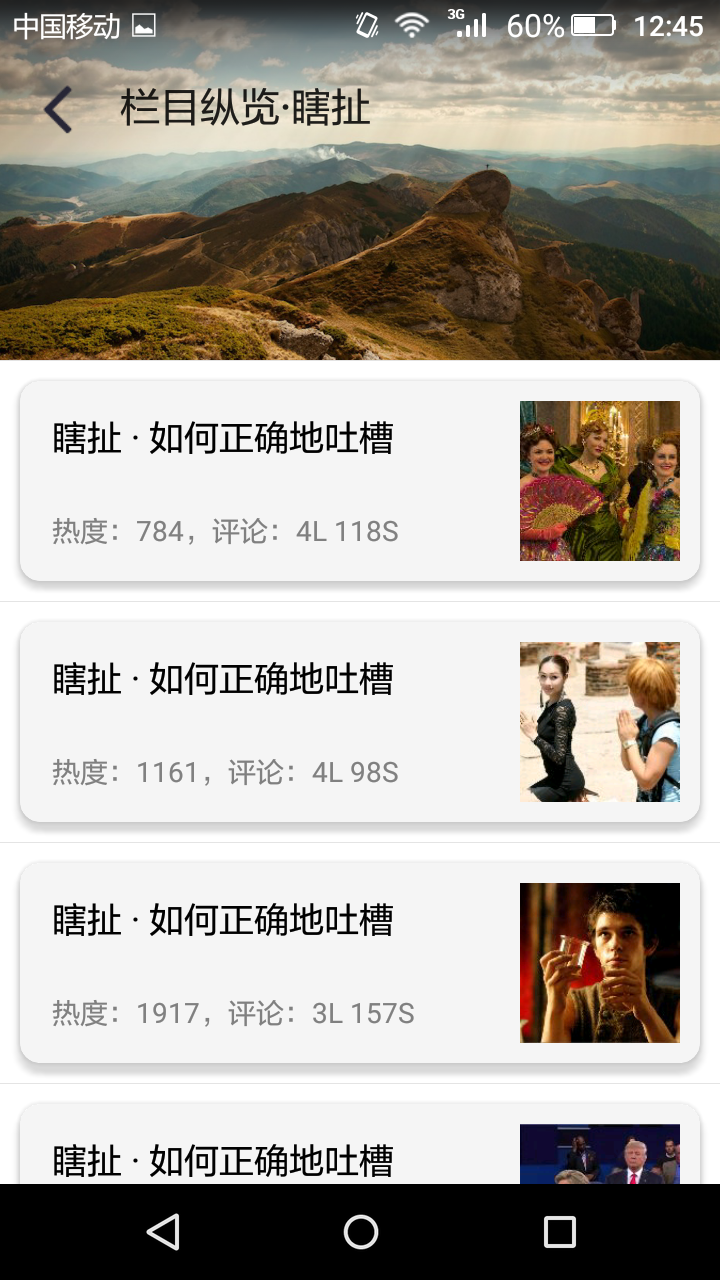 中国移动 3G 60% 12:45
栏目纵览·瞎扯
瞎扯 · 如何正确地吐槽
热度：784，评论：4L 118S
瞎扯 · 如何正确地吐槽
热度：1161，评论：4L 98S
瞎扯 · 如何正确地吐槽
热度：1917，评论：3L 157S
瞎扯 · 如何正确地吐槽